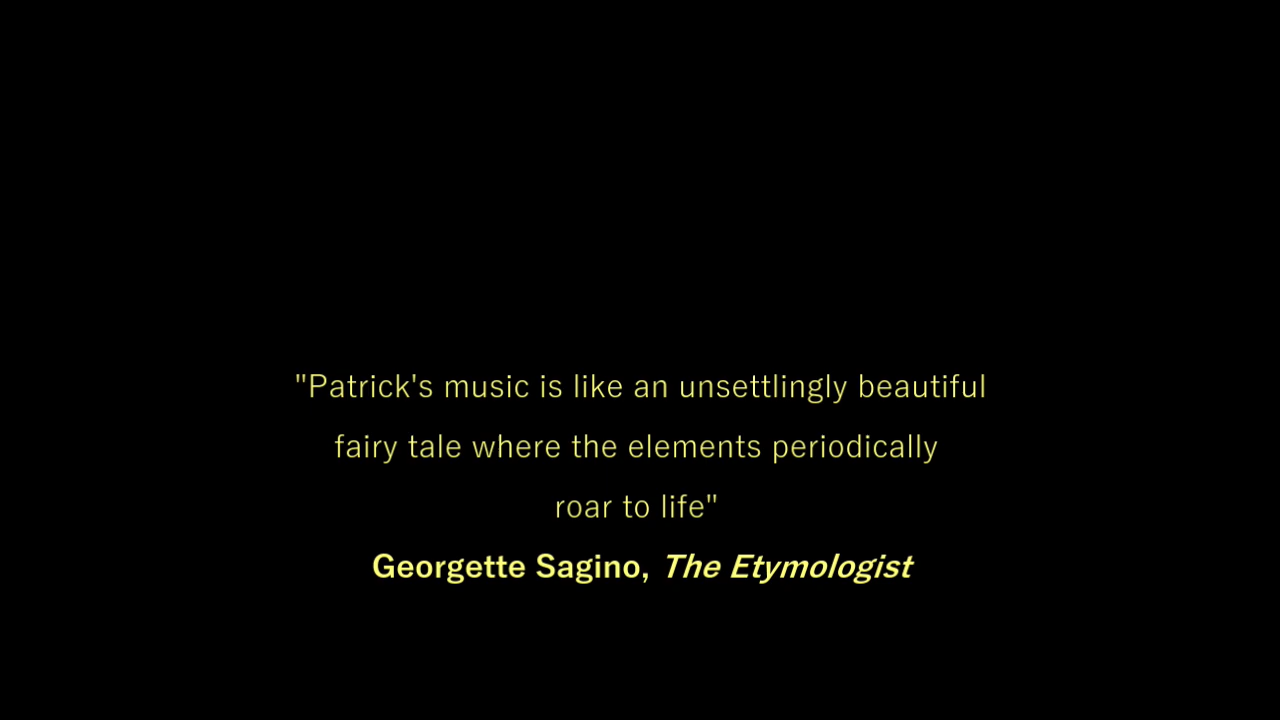 "Patrick's music is like an unsettlingly beautiful
fairy tale where the elements periodically
roar to life"
Georgette Sagino, The Etymologist